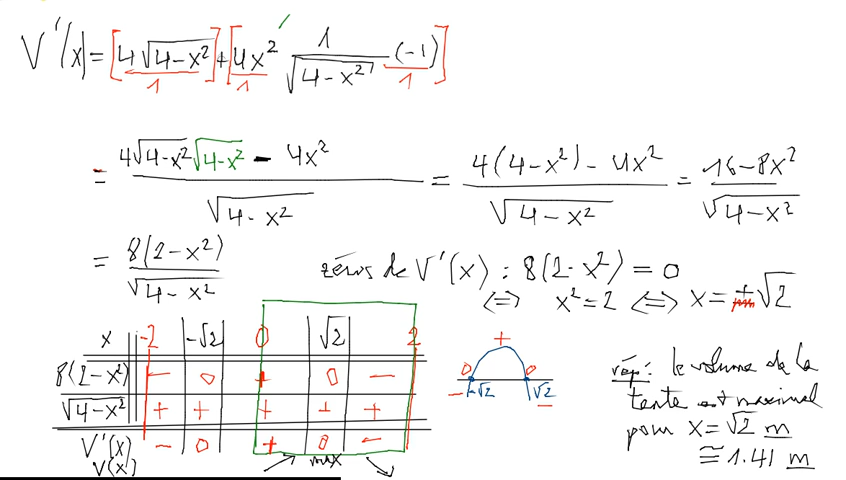 V'(x) = [4√(4-x²)] + [4x² 1/√(4-x²) (-1)]
1 1 1
= (4√(4-x²) √(4-x²) - 4x²)/√(4-x²) = (4(4-x²) - 4x²)/√(4-x²) = (16-8x²)/√(4-x²)
= 8(2-x²)/√(4-x²)
zéros de V'(x) : 8(2-x²) = 0
⟺ x² = 2 ⟺ x = ±√2
x -2 -√2 0 √2 2
8(2-x²) - 0 + 0 -
√(4-x²) + + + + +
V'(x) - 0 + 0 -
V(x) max
+
0 0
- -√2 √2 -
rép: le volume de la
tente est maximal
pour x = √2 m
≅ 1.41 m